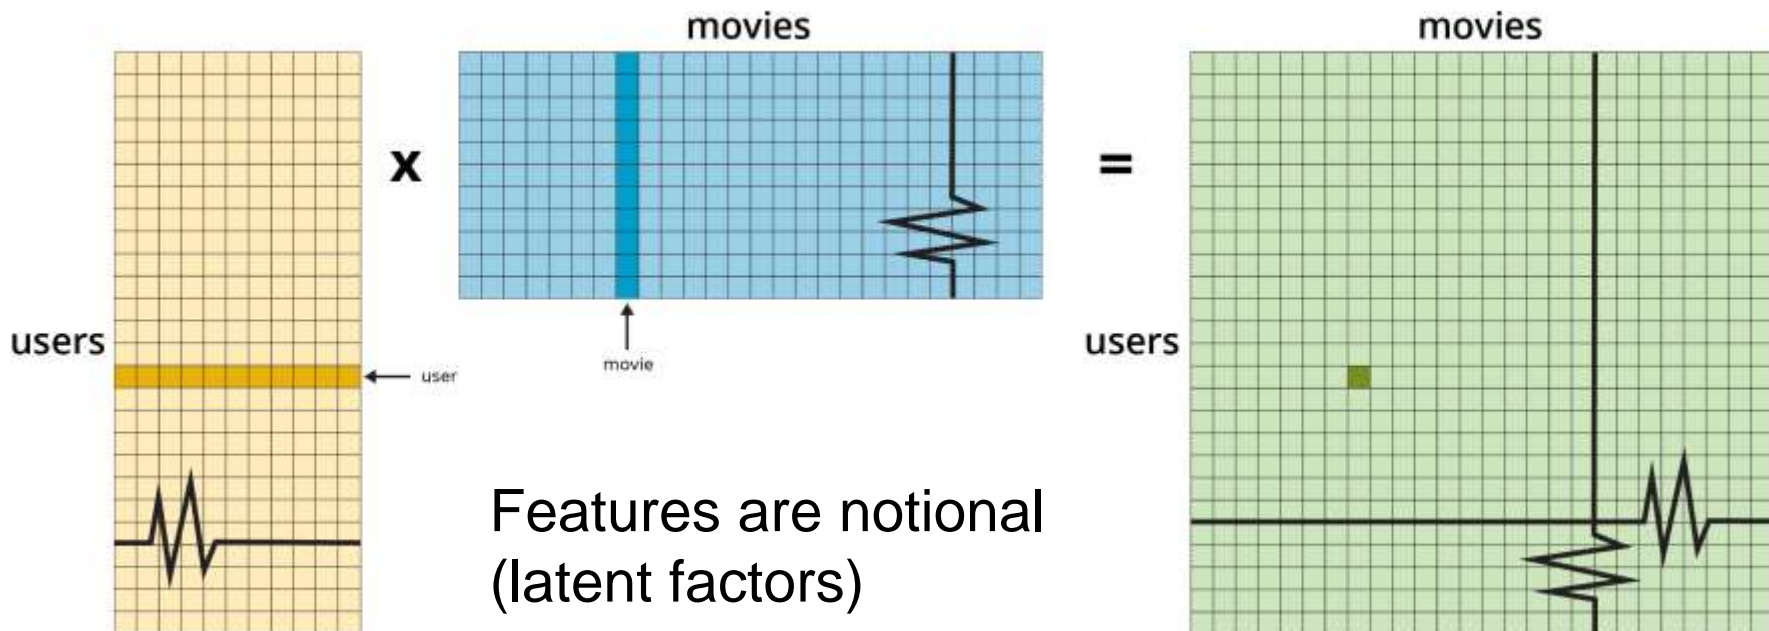 movies
movies
x
=
users
users
user
movie
Features are notional
(latent factors)